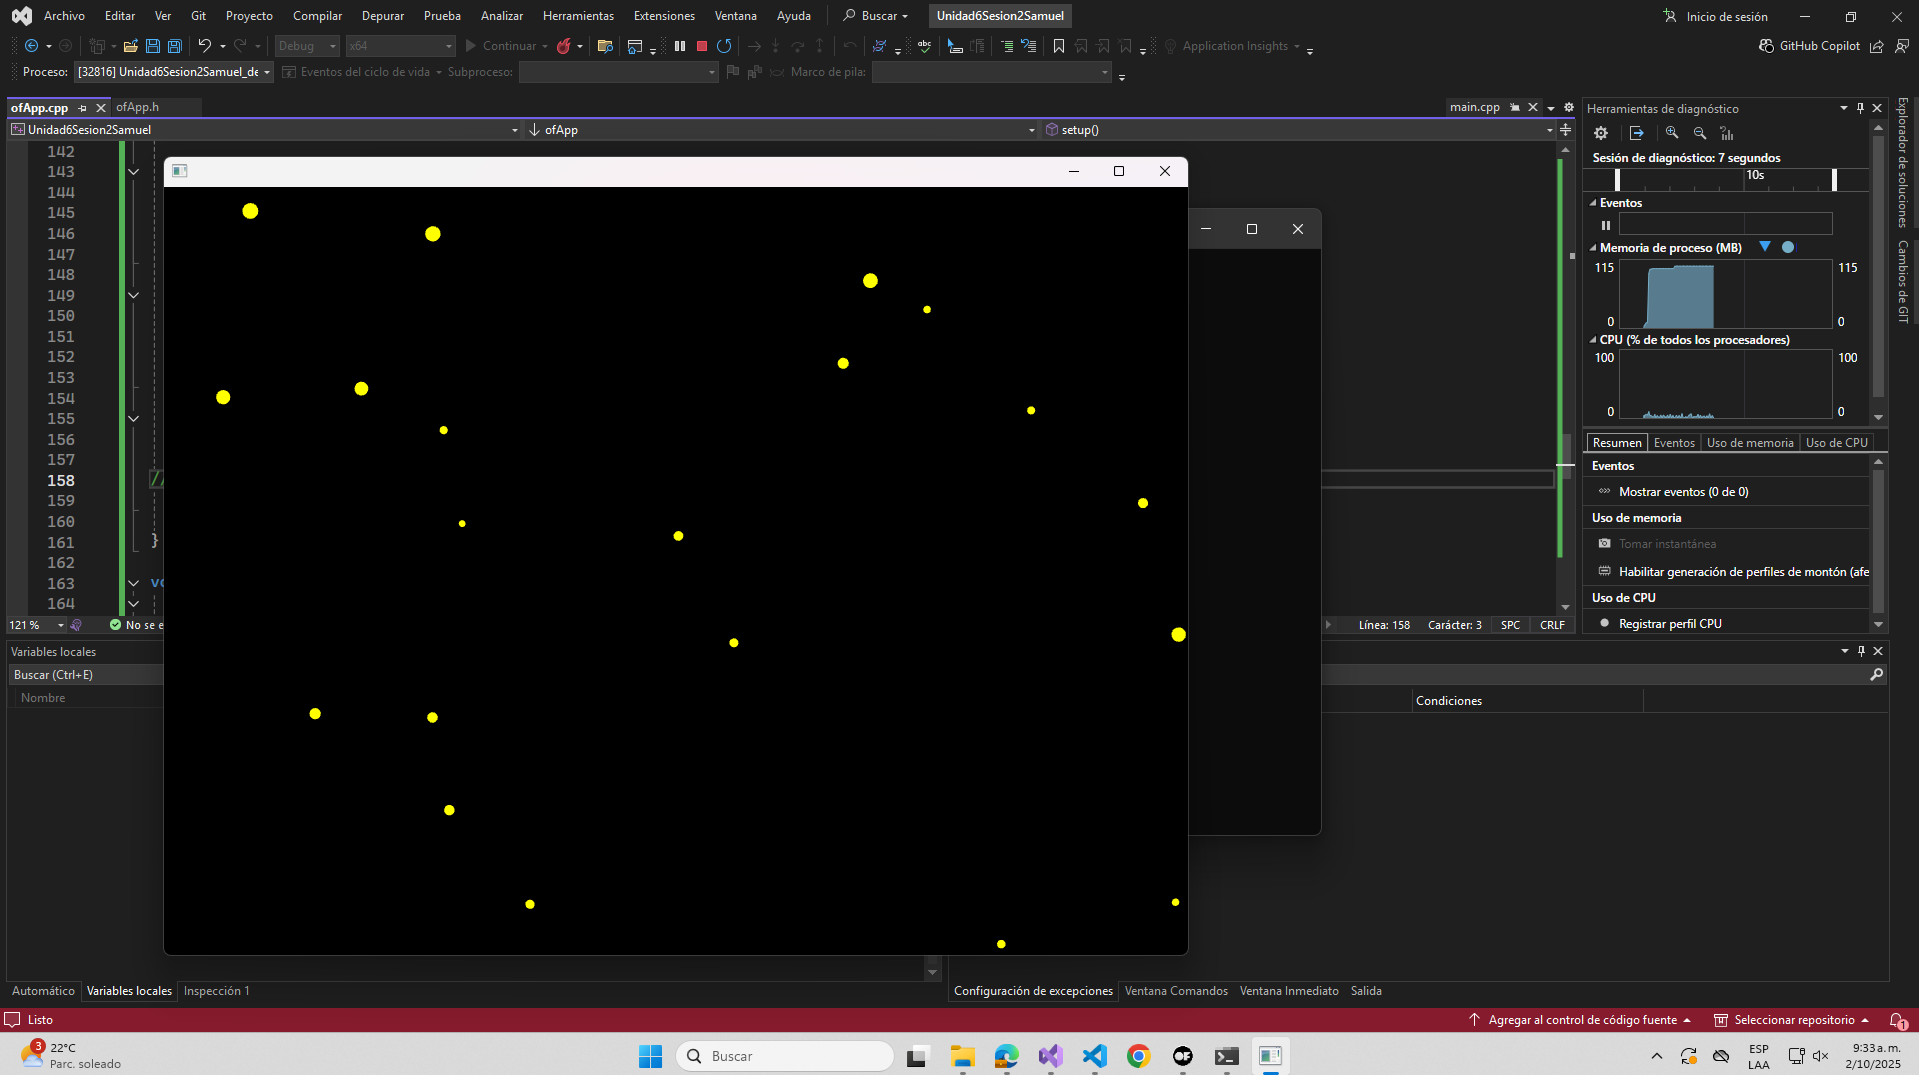 Archivo Editar Ver Git Proyecto Compilar Depurar Prueba Analizar Herramientas Extensiones Ventana Ayuda Buscar Unidad6Sesion2Samuel Inicio de sesión
Debug x64 Continuar abc Application Insights GitHub Copilot
Proceso: [32816] Unidad6Sesion2Samuel_de Eventos del ciclo de vida Subproceso: Marco de pila:
ofApp.cpp ofApp.h main.cpp
Unidad6Sesion2Samuel ofApp setup()
142
143
144
145
146
147
148
149
150
151
152
153
154
155
156
157
158 //
159
160
161 }
162
163
164
121 % Línea: 158 Carácter: 3 SPC CRLF
Herramientas de diagnóstico
Sesión de diagnóstico: 7 segundos
10s
Eventos
Memoria de proceso (MB)
115 115
0 0
CPU (% de todos los procesadores)
100 100
0 0
Resumen Eventos Uso de memoria Uso de CPU
Eventos
Mostrar eventos (0 de 0)
Uso de memoria
Tomar instantánea
Habilitar generación de perfiles de montón (afe
Uso de CPU
Registrar perfil CPU
Explorador de soluciones
Cambios de GIT
Variables locales
Buscar (Ctrl+E)
Nombre
Condiciones
Automático Variables locales Inspección 1
Configuración de excepciones Ventana Comandos Ventana Inmediato Salida
Listo Agregar al control de código fuente Seleccionar repositorio 1
3 22°C
Parc. soleado
Buscar
ESP
LAA
9:33 a. m.
2/10/2025